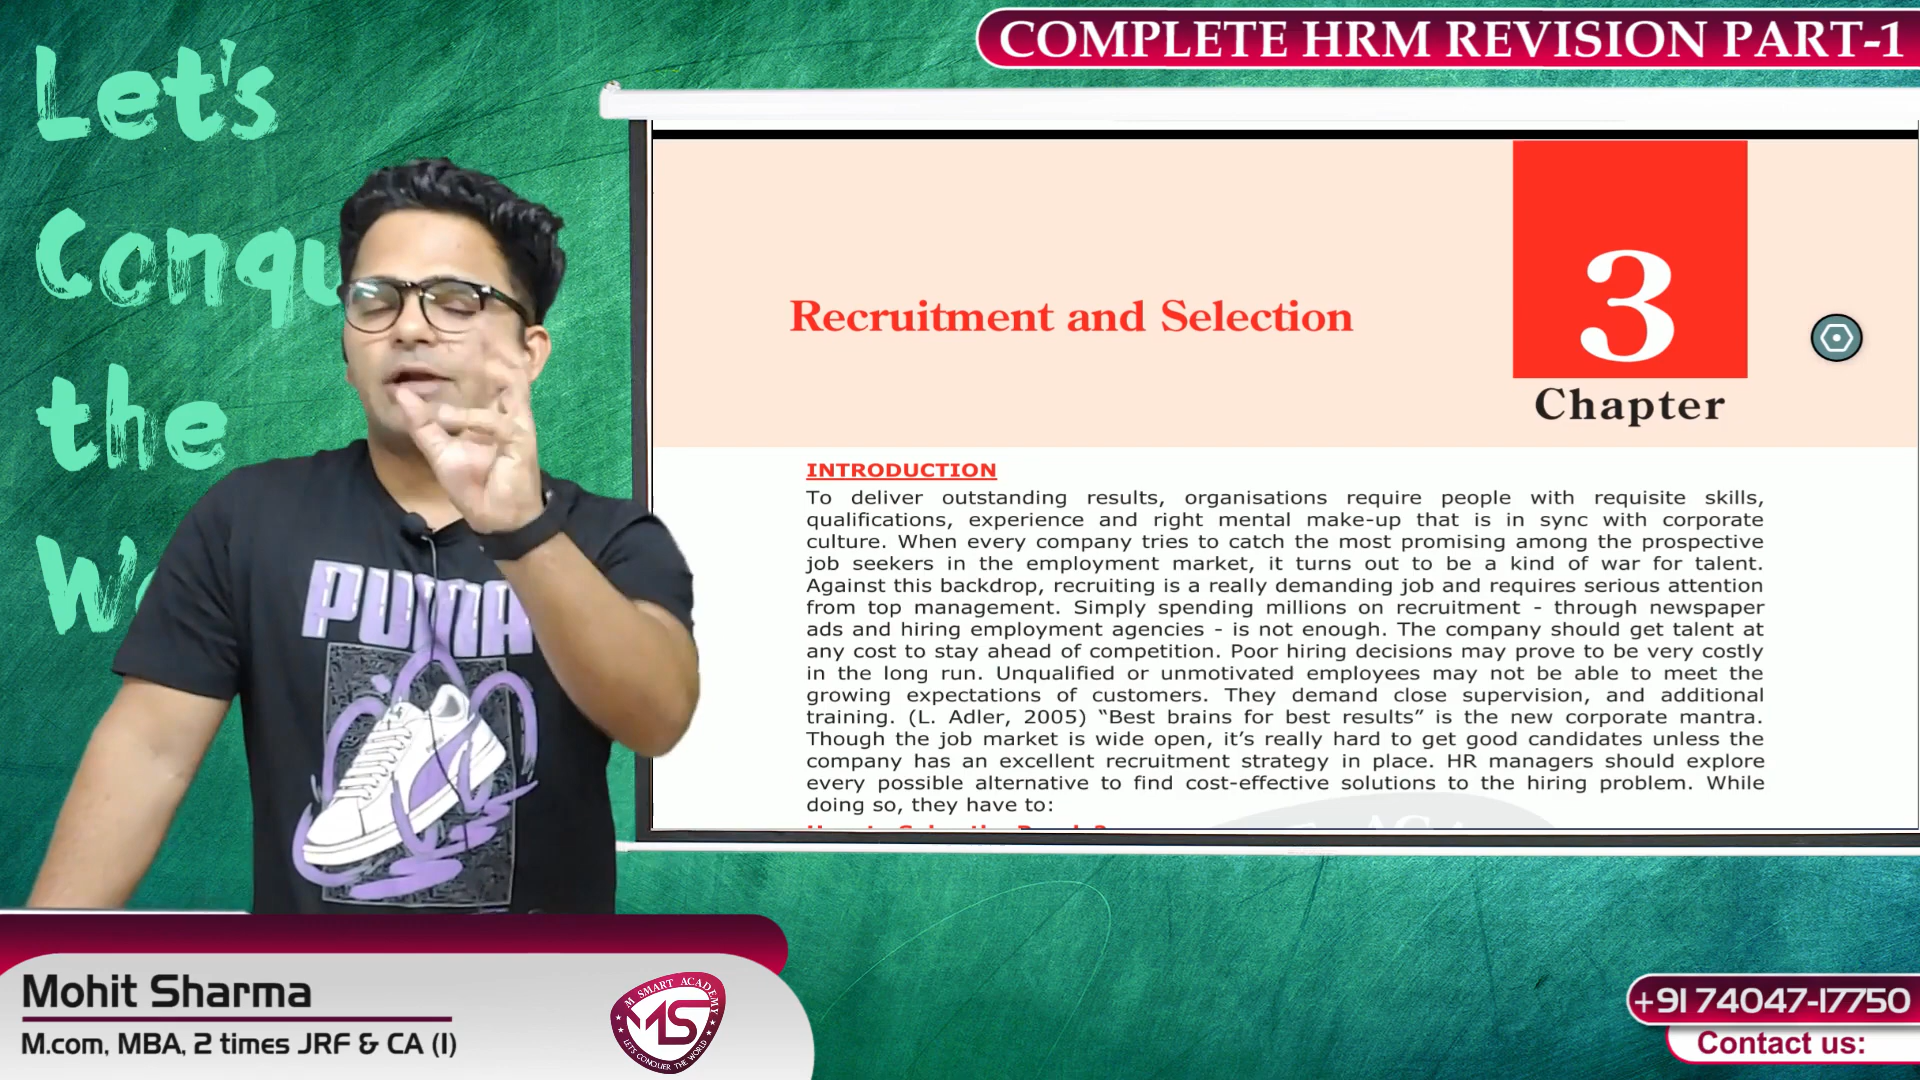 COMPLETE HRM REVISION PART-1
Let's
Conqu
the
W
3
Recruitment and Selection
Chapter
INTRODUCTION
To deliver outstanding results, organisations require people with requisite skills,
qualifications, experience and right mental make-up that is in sync with corporate
culture. When every company tries to catch the most promising among the prospective
job seekers in the employment market, it turns out to be a kind of war for talent.
Against this backdrop, recruiting is a really demanding job and requires serious attention
from top management. Simply spending millions on recruitment - through newspaper
ads and hiring employment agencies - is not enough. The company should get talent at
any cost to stay ahead of competition. Poor hiring decisions may prove to be very costly
in the long run. Unqualified or unmotivated employees may not be able to meet the
growing expectations of customers. They demand close supervision, and additional
training. (L. Adler, 2005) “Best brains for best results” is the new corporate mantra.
Though the job market is wide open, it’s really hard to get good candidates unless the
company has an excellent recruitment strategy in place. HR managers should explore
every possible alternative to find cost-effective solutions to the hiring problem. While
doing so, they have to:
PUMA
Mohit Sharma
M.com, MBA, 2 times JRF & CA (I)
M SMART ACADEMY
MS
LET'S CONQUER THE WORLD
+91 74047-17750
Contact us: